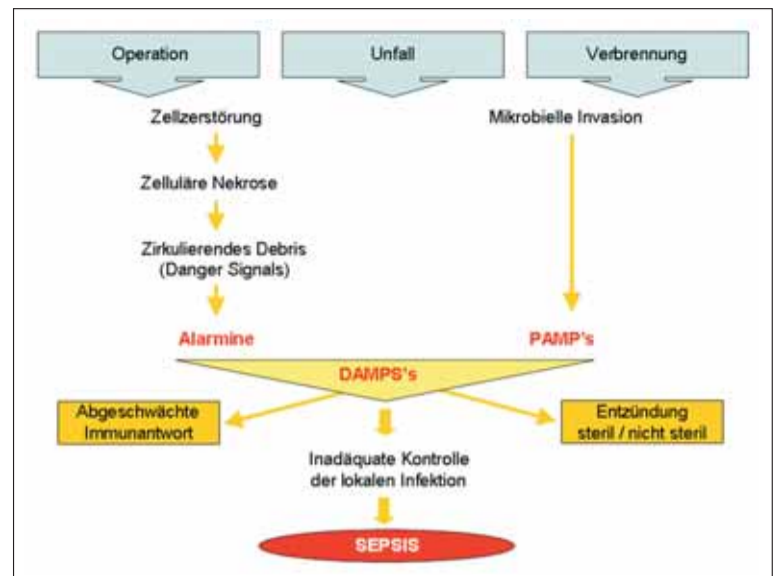 Operation
Unfall
Verbrennung
Zellzerstörung
Mikrobielle Invasion
Zelluläre Nekrose
Zirkulierendes Debris
(Danger Signals)
Alarmine
PAMP's
DAMPS's
Abgeschwächte
Immunantwort
Entzündung
steril / nicht steril
Inadäquate Kontrolle
der lokalen Infektion
SEPSIS